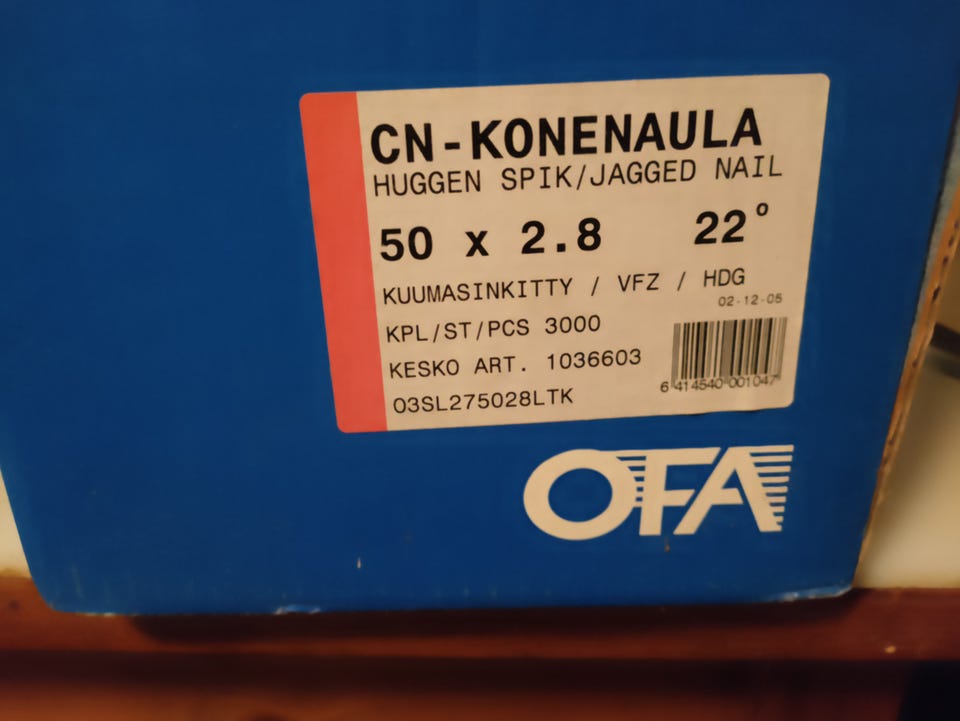 CN-KONENAULA
HUGGEN SPIK/JAGGED NAIL
50 x 2.8 22°
KUUMASINKITTY / VFZ / HDG
02-12-05
KPL/ST/PCS 3000
KESKO ART. 1036603
03SL275028LTK
6 414540 001047
OFA